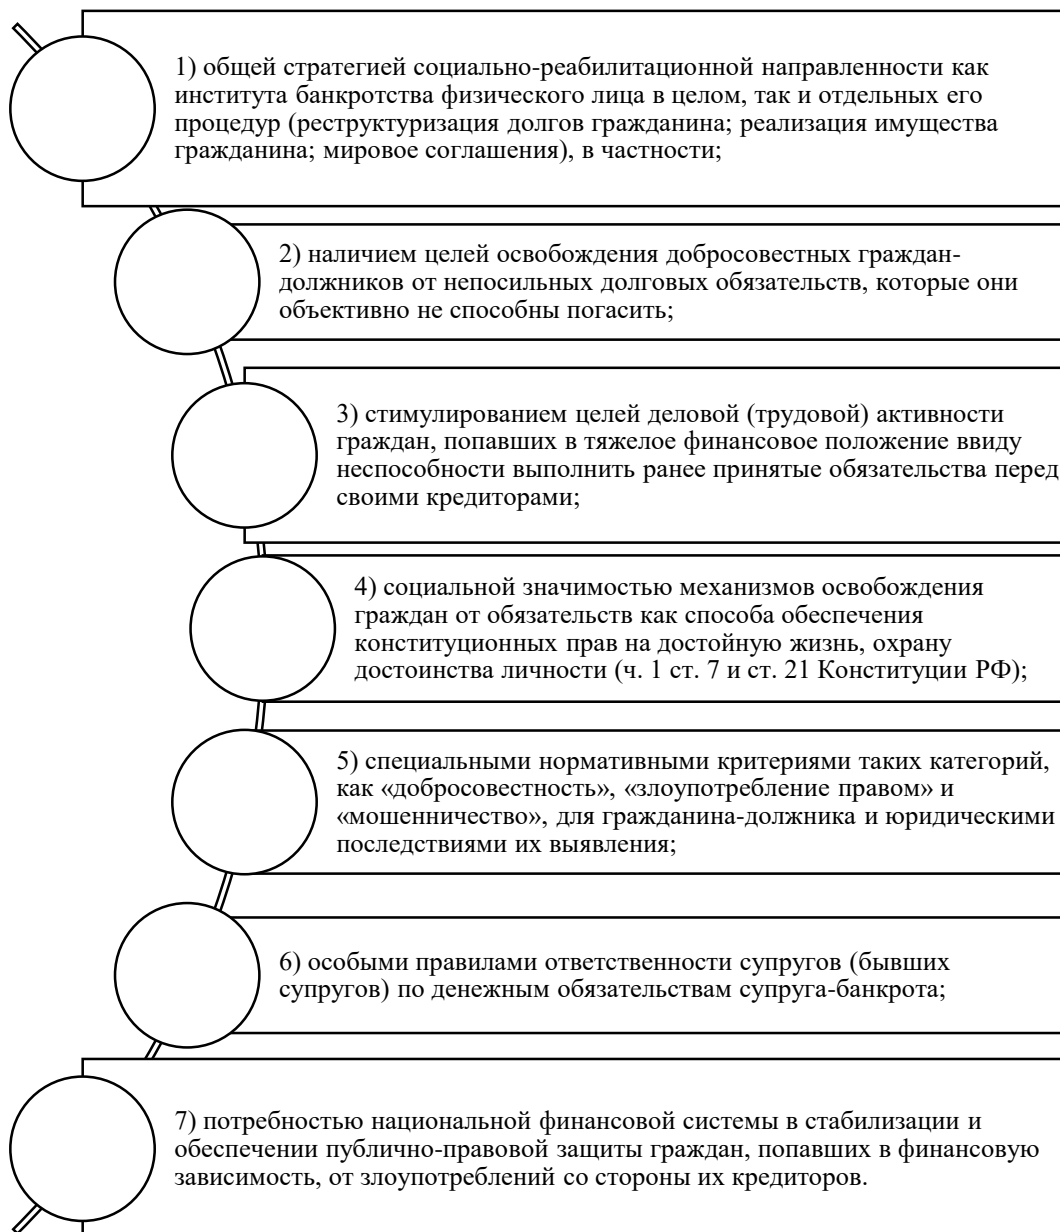 1) общей стратегией социально-реабилитационной направленности как
института банкротства физического лица в целом, так и отдельных его
процедур (реструктуризация долгов гражданина; реализация имущества
гражданина; мировое соглашения), в частности;
2) наличием целей освобождения добросовестных граждан-
должников от непосильных долговых обязательств, которые они
объективно не способны погасить;
3) стимулированием целей деловой (трудовой) активности
граждан, попавших в тяжелое финансовое положение ввиду
неспособности выполнить ранее принятые обязательства перед
своими кредиторами;
4) социальной значимостью механизмов освобождения
граждан от обязательств как способа обеспечения
конституционных прав на достойную жизнь, охрану
достоинства личности (ч. 1 ст. 7 и ст. 21 Конституции РФ);
5) специальными нормативными критериями таких категорий,
как «добросовестность», «злоупотребление правом» и
«мошенничество», для гражданина-должника и юридическими
последствиями их выявления;
6) особыми правилами ответственности супругов (бывших
супругов) по денежным обязательствам супруга-банкрота;
7) потребностью национальной финансовой системы в стабилизации и
обеспечении публично-правовой защиты граждан, попавших в финансовую
зависимость, от злоупотреблений со стороны их кредиторов.